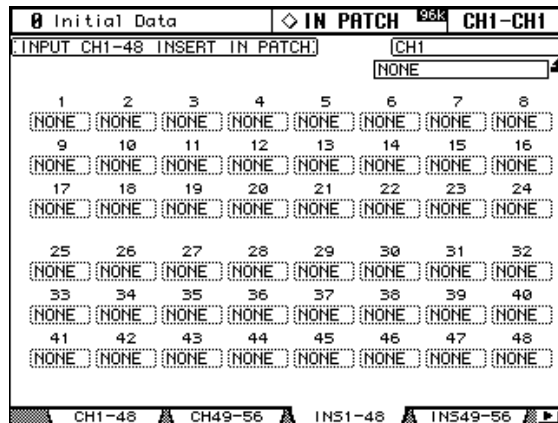 0 Initial Data ◇ IN PATCH 96k CH1-CH1
INPUT CH1-48 INSERT IN PATCH
CH1
NONE
1 2 3 4 5 6 7 8
NONE NONE NONE NONE NONE NONE NONE NONE
9 10 11 12 13 14 15 16
NONE NONE NONE NONE NONE NONE NONE NONE
17 18 19 20 21 22 23 24
NONE NONE NONE NONE NONE NONE NONE NONE
25 26 27 28 29 30 31 32
NONE NONE NONE NONE NONE NONE NONE NONE
33 34 35 36 37 38 39 40
NONE NONE NONE NONE NONE NONE NONE NONE
41 42 43 44 45 46 47 48
NONE NONE NONE NONE NONE NONE NONE NONE
CH1-48 CH49-56 INS1-48 INS49-56